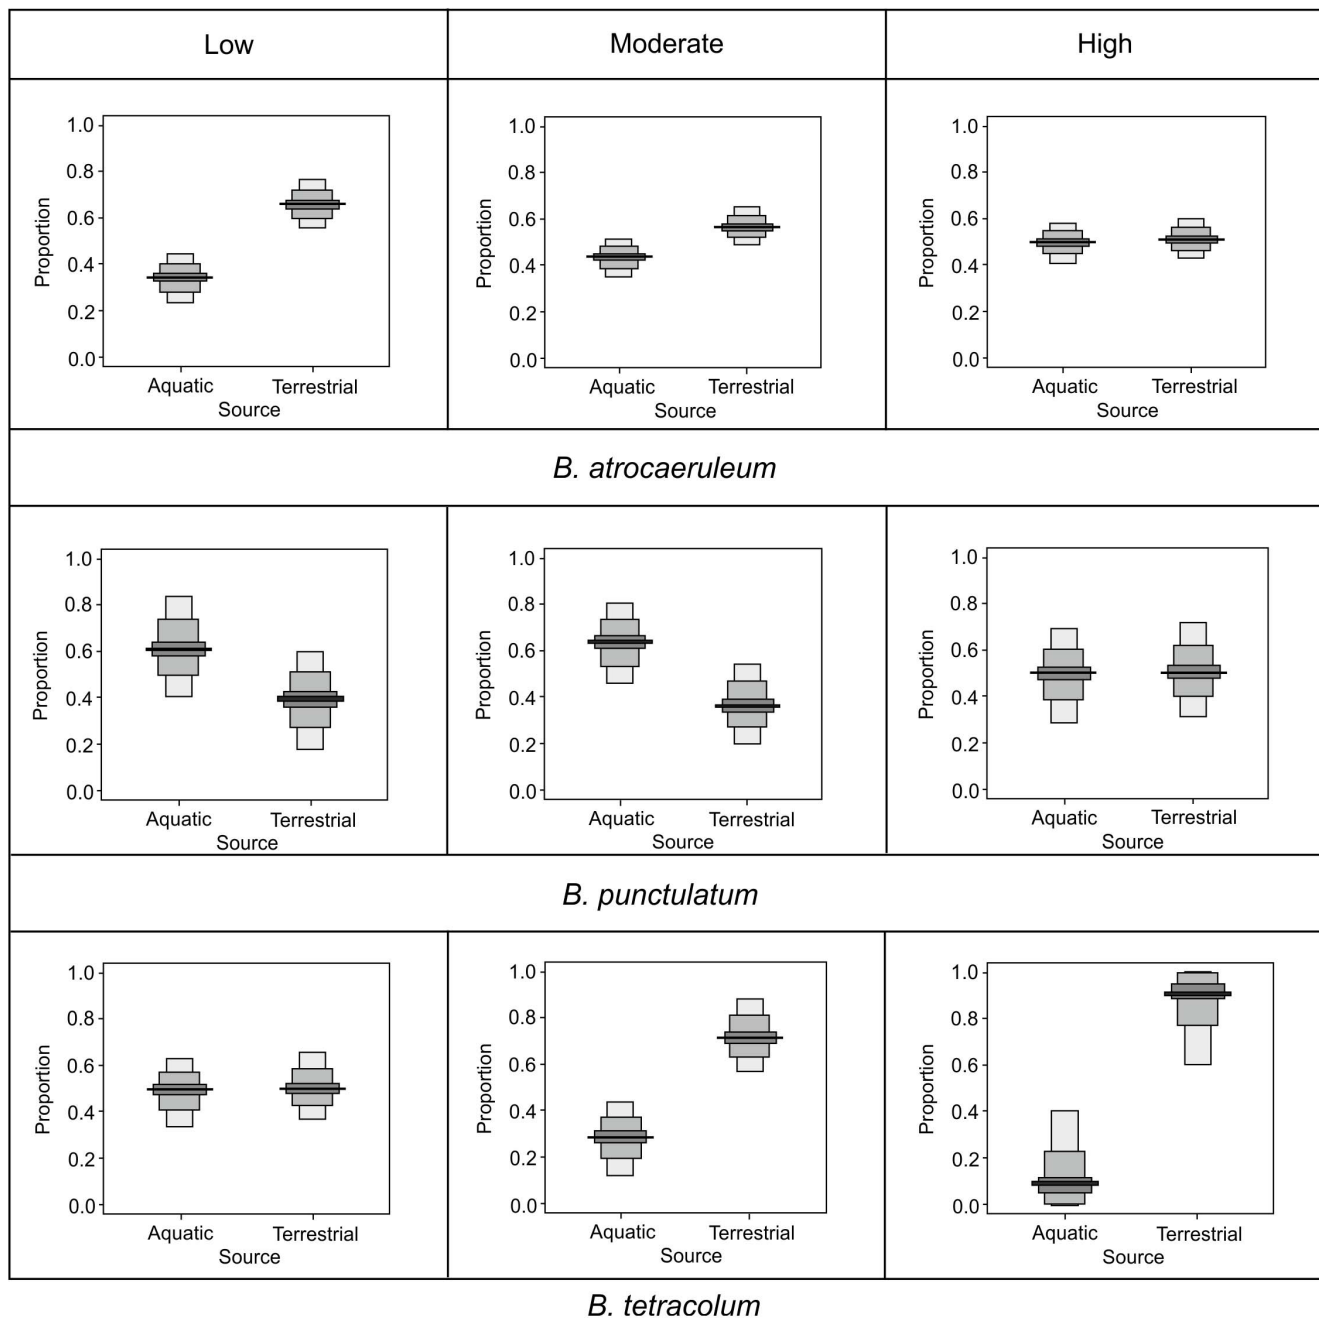 Low Moderate High
1.0 1.0 1.0
0.8 0.8 0.8
0.6 0.6 0.6
0.4 0.4 0.4
0.2 0.2 0.2
0.0 0.0 0.0
Proportion Proportion Proportion
Aquatic Terrestrial Aquatic Terrestrial Aquatic Terrestrial
Source Source Source
B. atrocaeruleum
1.0 1.0 1.0
0.8 0.8 0.8
0.6 0.6 0.6
0.4 0.4 0.4
0.2 0.2 0.2
0.0 0.0 0.0
Proportion Proportion Proportion
Aquatic Terrestrial Aquatic Terrestrial Aquatic Terrestrial
Source Source Source
B. punctulatum
1.0 1.0 1.0
0.8 0.8 0.8
0.6 0.6 0.6
0.4 0.4 0.4
0.2 0.2 0.2
0.0 0.0 0.0
Proportion Proportion Proportion
Aquatic Terrestrial Aquatic Terrestrial Aquatic Terrestrial
Source Source Source
B. tetracolum